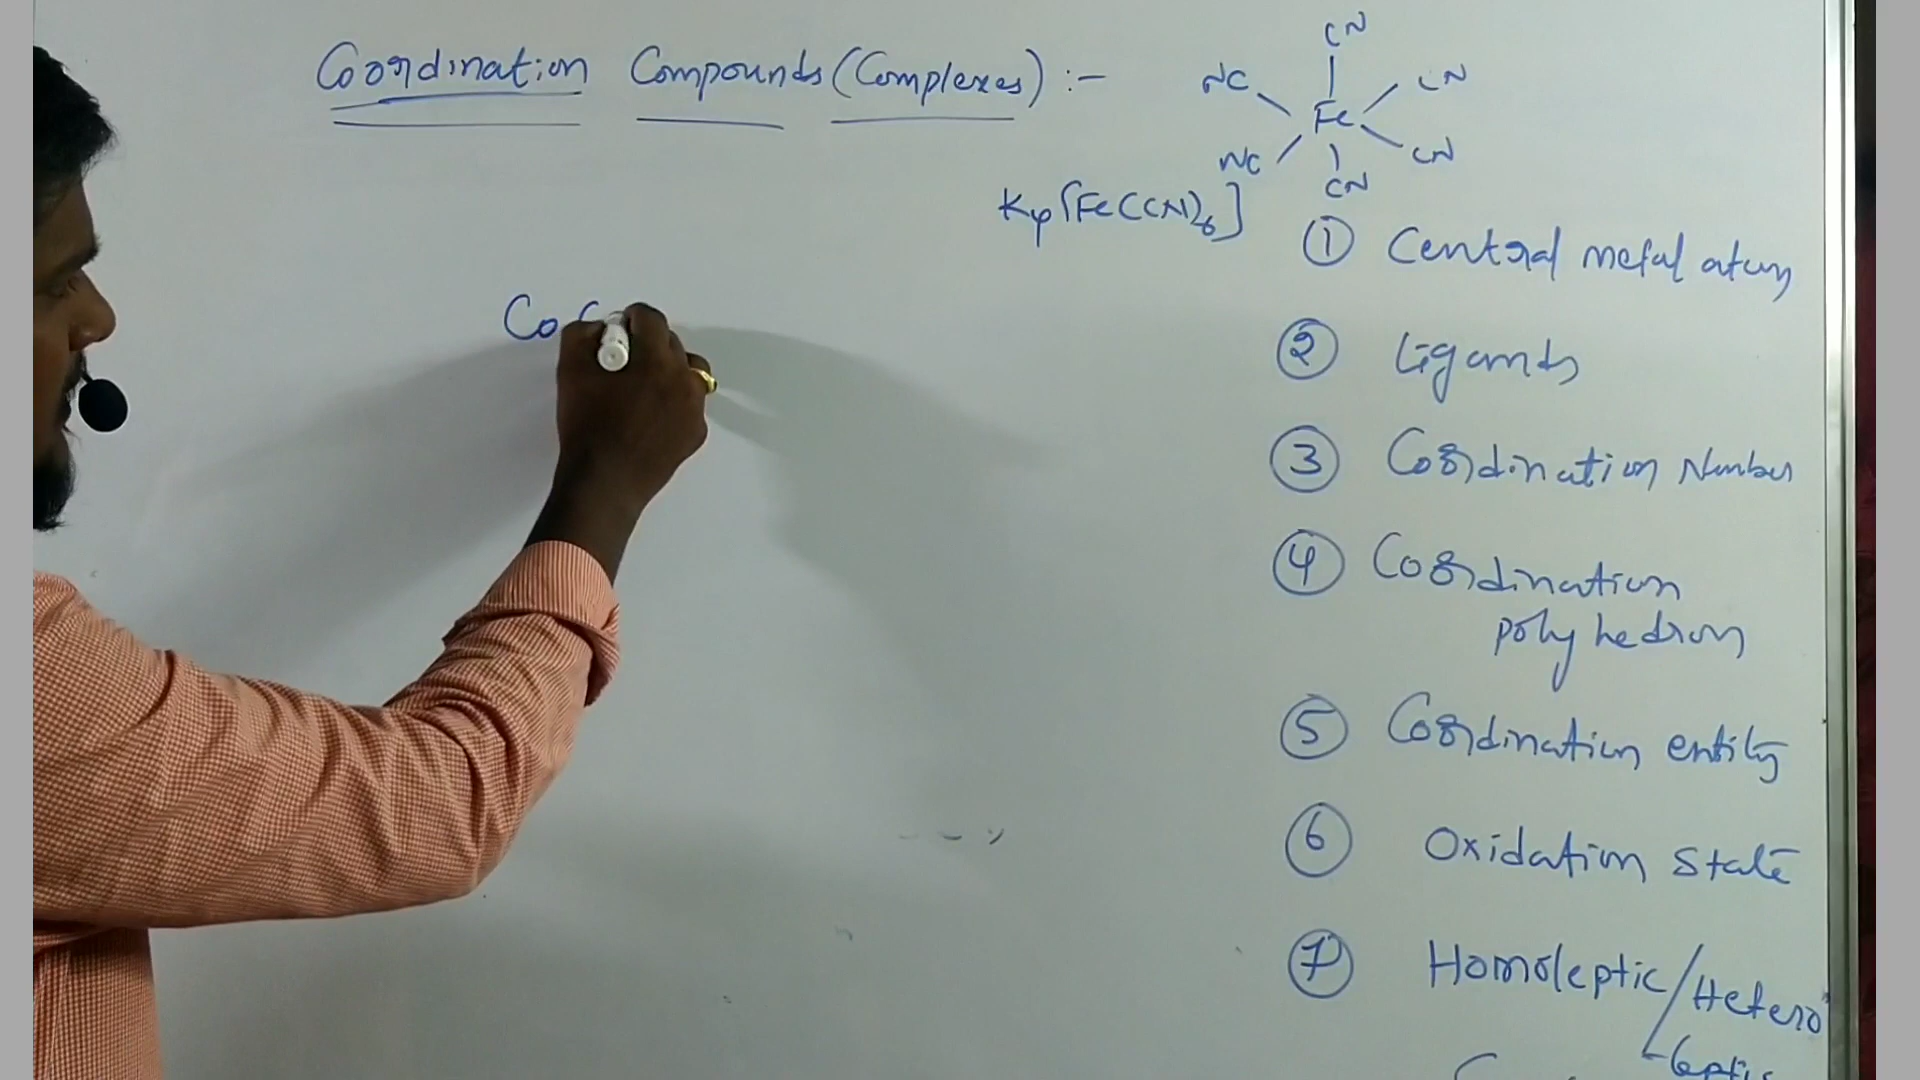 Coordination Compounds (Complexes) :-
CN
NC CN
Fe
NC CN
CN
K4[Fe(CN)6]
① Central metal atom
Co
② Ligands
③ Coordination Number
④ Coordination
polyhedron
⑤ Coordination entity
⑥ Oxidation state
⑦ Homoleptic/Hetero
leptic